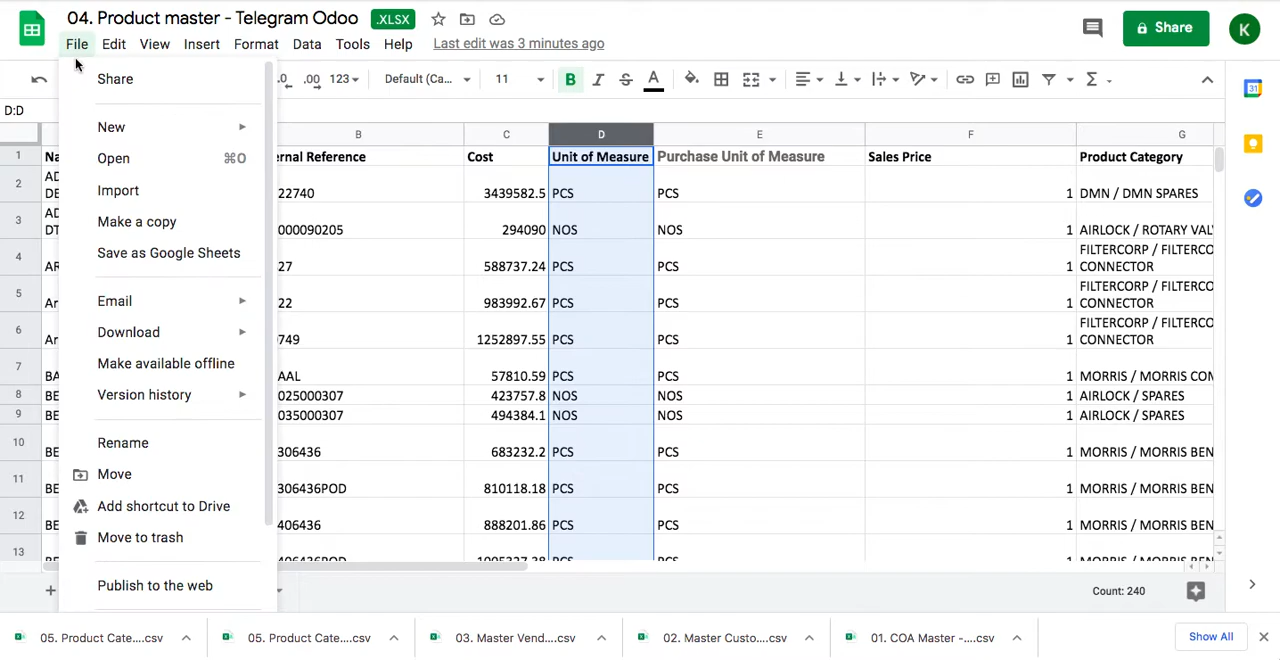 04. Product master - Telegram Odoo .XLSX
Share
K
File Edit View Insert Format Data Tools Help Last edit was 3 minutes ago
.0 .00 123 Default (Ca... 11 B I S A Σ
31
D:D
B C D E F G
1 Na ernal Reference Cost Unit of Measure Purchase Unit of Measure Sales Price Product Category
2 AD DE 22740 3439582.5 PCS PCS 1 DMN / DMN SPARES
3 AD DT 000090205 294090 NOS NOS 1 AIRLOCK / ROTARY VAL
4 AR 27 588737.24 PCS PCS 1 FILTERCORP / FILTERCO
CONNECTOR
5 Ar 22 983992.67 PCS PCS 1 FILTERCORP / FILTERCO
CONNECTOR
6 Ar 749 1252897.55 PCS PCS 1 FILTERCORP / FILTERCO
CONNECTOR
7 BA AAL 57810.59 PCS PCS 1 MORRIS / MORRIS COM
8 BE 025000307 423757.8 NOS NOS 1 AIRLOCK / SPARES
9 BE 035000307 494384.1 NOS NOS 1 AIRLOCK / SPARES
10 BE 306436 683232.2 PCS PCS 1 MORRIS / MORRIS BEN
11 BE 306436POD 810118.18 PCS PCS 1 MORRIS / MORRIS BEN
12 BE 406436 888201.86 PCS PCS 1 MORRIS / MORRIS BEN
13
Share
New
Open ⌘O
Import
Make a copy
Save as Google Sheets
Email
Download
Make available offline
Version history
Rename
Move
Add shortcut to Drive
Move to trash
Publish to the web
Count: 240
05. Product Cate....csv 05. Product Cate....csv 03. Master Vend....csv 02. Master Custo....csv 01. COA Master -....csv Show All